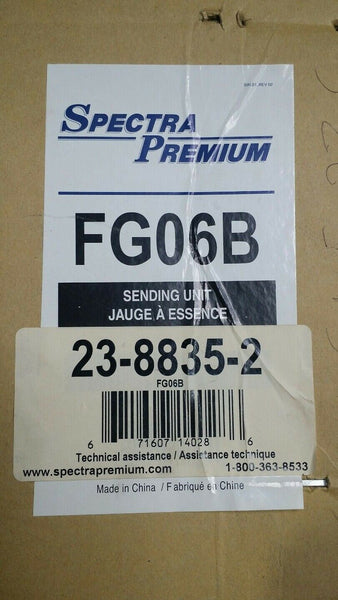 SPECTRA
PREMIUM
FG06B
SENDING UNIT
JAUGE À ESSENCE
23-8835-2
FG06B
6 71607 14028 6
Technical assistance / Assistance technique
www.spectrapremium.com 1-800-363-8533
Made in China / Fabriqué en Chine